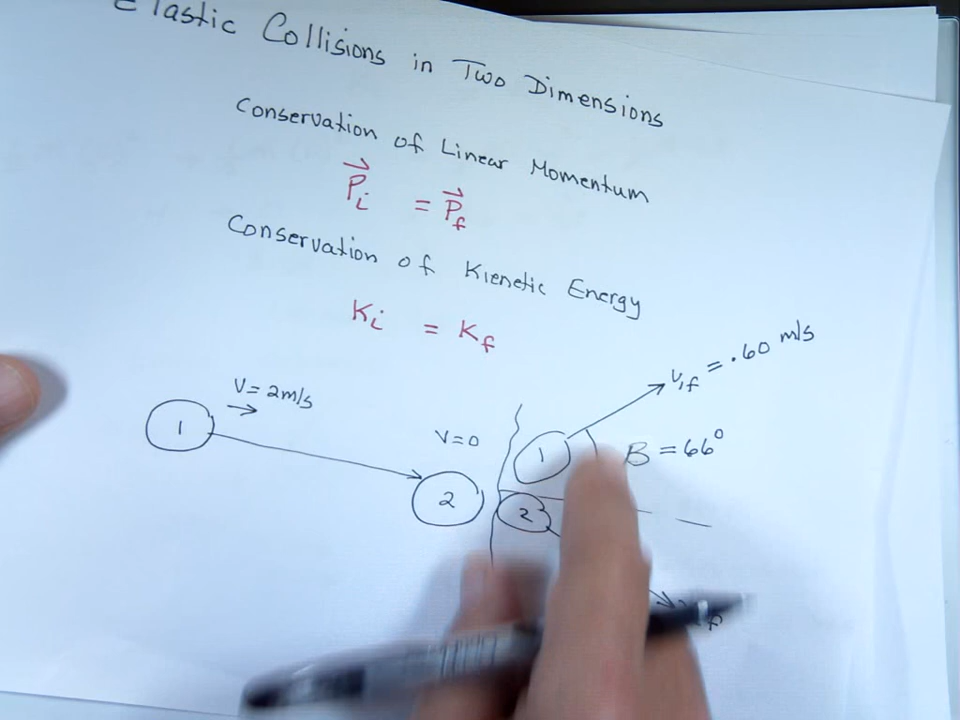 Elastic Collisions in Two Dimensions
Conservation of Linear Momentum
P⃗i = P⃗f
Conservation of Kienetic Energy
Ki = Kf
V = 2m/s
1
V=0
2
1
2
V1f = .60 m/s
B = 66°